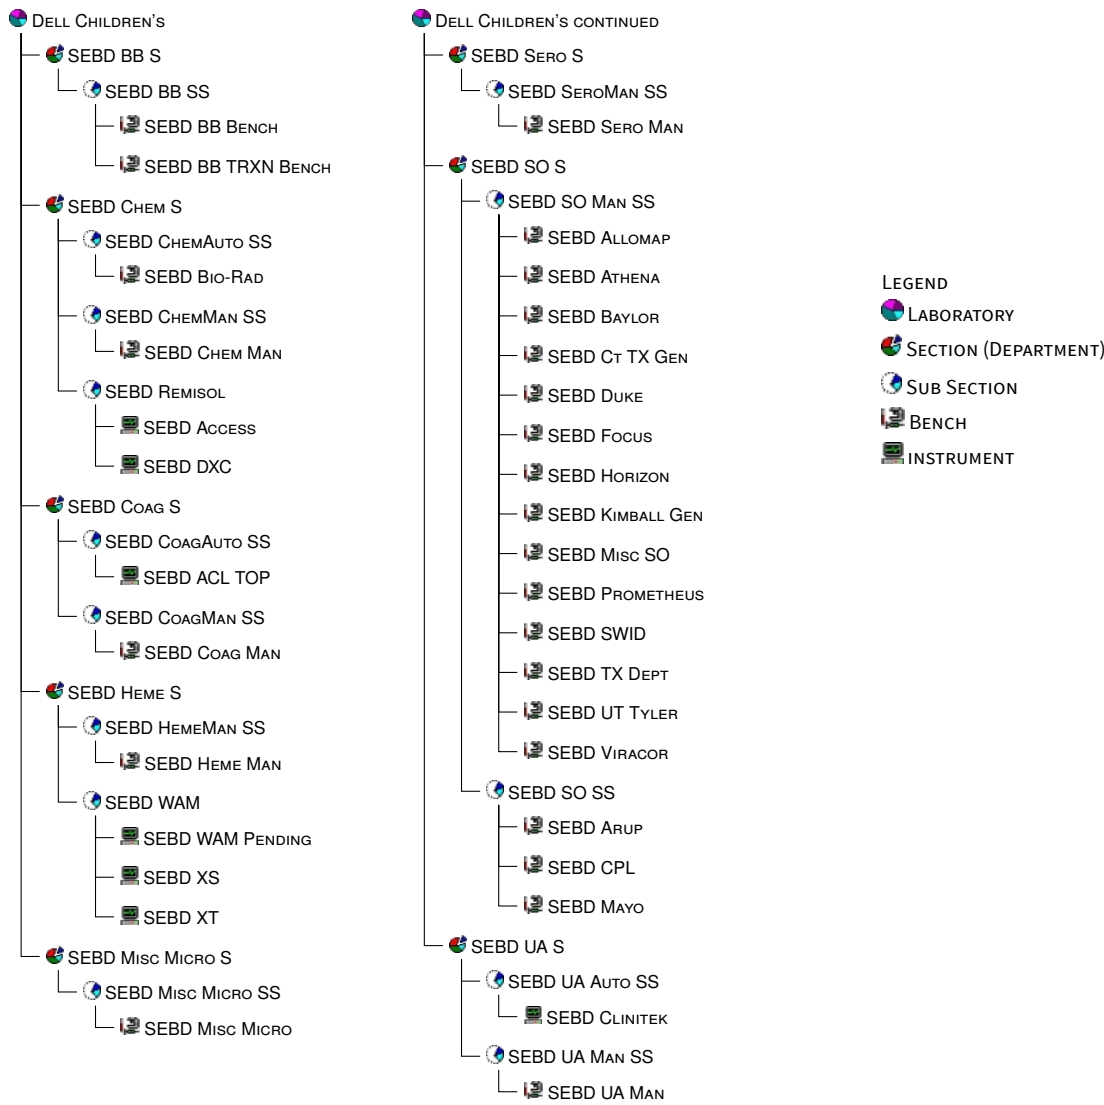 Dell Children's
SEBD BB S
SEBD BB SS
SEBD BB Bench
SEBD BB TRXN Bench
SEBD Chem S
SEBD ChemAuto SS
SEBD Bio-Rad
SEBD ChemMan SS
SEBD Chem Man
SEBD Remisol
SEBD Access
SEBD DXC
SEBD Coag S
SEBD CoagAuto SS
SEBD ACL TOP
SEBD CoagMan SS
SEBD Coag Man
SEBD Heme S
SEBD HemeMan SS
SEBD Heme Man
SEBD WAM
SEBD WAM Pending
SEBD XS
SEBD XT
SEBD Misc Micro S
SEBD Misc Micro SS
SEBD Misc Micro
Dell Children's continued
SEBD Sero S
SEBD SeroMan SS
SEBD Sero Man
SEBD SO S
SEBD SO Man SS
SEBD Allomap
SEBD Athena
SEBD Baylor
SEBD Ct TX Gen
SEBD Duke
SEBD Focus
SEBD Horizon
SEBD Kimball Gen
SEBD Misc SO
SEBD Prometheus
SEBD SWID
SEBD TX Dept
SEBD UT Tyler
SEBD Viracor
SEBD SO SS
SEBD Arup
SEBD CPL
SEBD Mayo
SEBD UA S
SEBD UA Auto SS
SEBD Clinitek
SEBD UA Man SS
SEBD UA Man
Legend
Laboratory
Section (Department)
Sub Section
Bench
instrument